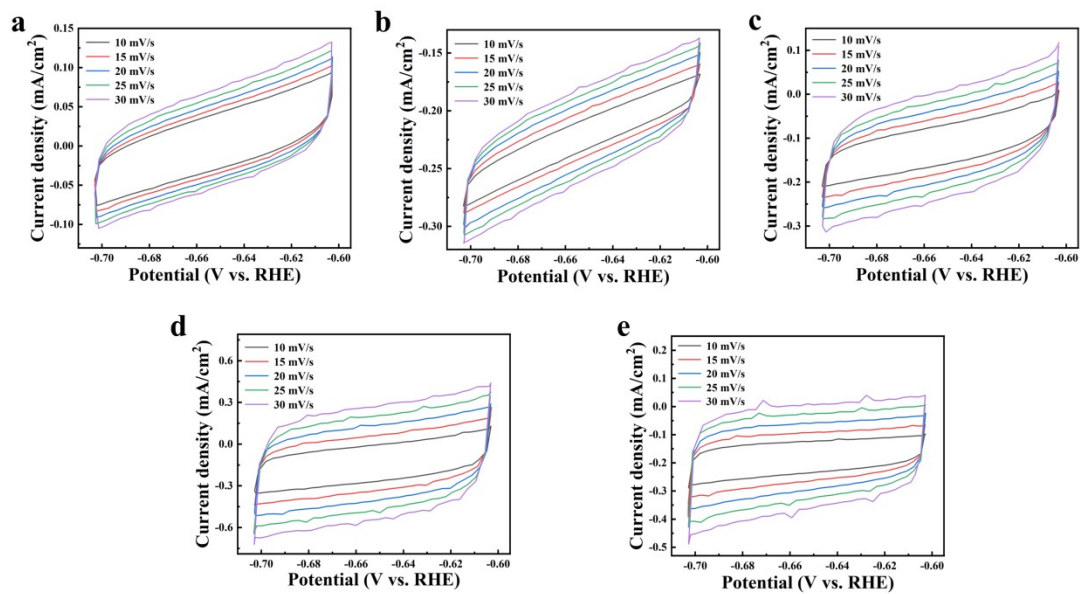 a
Current density (mA/cm²)
0.15
0.10
0.05
0.00
-0.05
-0.10
10 mV/s
15 mV/s
20 mV/s
25 mV/s
30 mV/s
-0.70 -0.68 -0.66 -0.64 -0.62 -0.60
Potential (V vs. RHE)
b
Current density (mA/cm²)
-0.15
-0.20
-0.25
-0.30
10 mV/s
15 mV/s
20 mV/s
25 mV/s
30 mV/s
-0.70 -0.68 -0.66 -0.64 -0.62 -0.60
Potential (V vs. RHE)
c
Current density (mA/cm²)
0.1
0.0
-0.1
-0.2
-0.3
10 mV/s
15 mV/s
20 mV/s
25 mV/s
30 mV/s
-0.70 -0.68 -0.66 -0.64 -0.62 -0.60
Potential (V vs. RHE)
d
Current density (mA/cm²)
0.6
0.3
0.0
-0.3
-0.6
10 mV/s
15 mV/s
20 mV/s
25 mV/s
30 mV/s
-0.70 -0.68 -0.66 -0.64 -0.62 -0.60
Potential (V vs. RHE)
e
Current density (mA/cm²)
0.2
0.1
0.0
-0.1
-0.2
-0.3
-0.4
-0.5
10 mV/s
15 mV/s
20 mV/s
25 mV/s
30 mV/s
-0.70 -0.68 -0.66 -0.64 -0.62 -0.60
Potential (V vs. RHE)